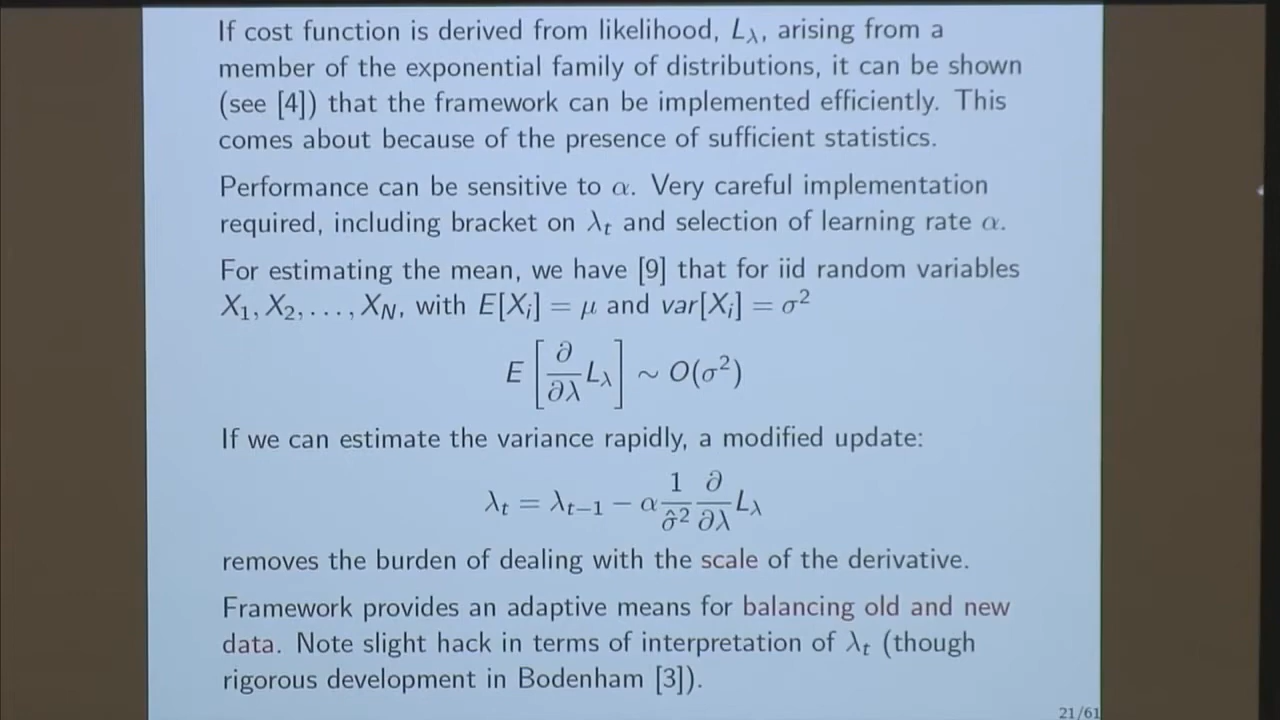 If cost function is derived from likelihood, L_λ, arising from a
member of the exponential family of distributions, it can be shown
(see [4]) that the framework can be implemented efficiently. This
comes about because of the presence of sufficient statistics.
Performance can be sensitive to α. Very careful implementation
required, including bracket on λ_t and selection of learning rate α.
For estimating the mean, we have [9] that for iid random variables
X_1, X_2, . . . , X_N, with E[X_i] = μ and var[X_i] = σ^2
E [∂/∂λ L_λ] ~ O(σ^2)
If we can estimate the variance rapidly, a modified update:
λ_t = λ_{t−1} − α 1/σ̂^2 ∂/∂λ L_λ
removes the burden of dealing with the scale of the derivative.
Framework provides an adaptive means for balancing old and new
data. Note slight hack in terms of interpretation of λ_t (though
rigorous development in Bodenham [3]).
21/61